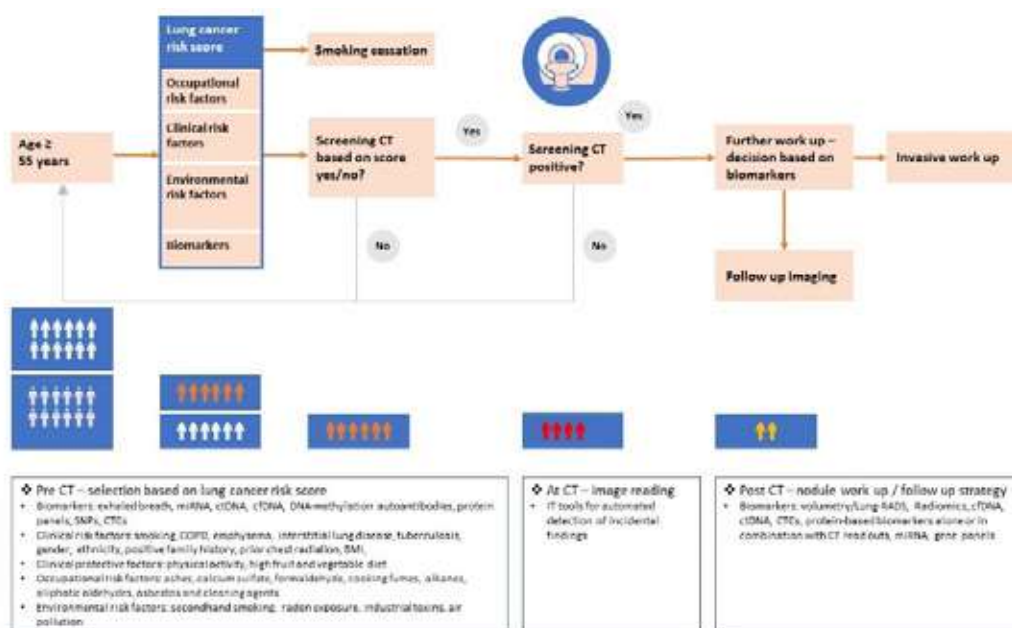 Lung cancer
risk score
Smoking sessation
Occupational
risk factors
Clinical risk
factors
Environmental
risk factors
Biomarkers
Age ≥
55 years
Screening CT
based on score
yes/no?
Yes
Screening CT
positive?
Yes
Further work up –
decision based on
biomarkers
Invasive work up
No
No
Follow up imaging
❖ Pre CT – selection based on lung cancer risk score
• Biomarkers: exhaled breath, miRNA, ctDNA, cfDNA, DNA-methylation autoantibodies, protein
panels, SNPs, CTCs
• Clinical risk factors: smoking, COPD, emphysema, interstitial lung disease, tuberculosis,
gender, ethnicity, positive family history, prior chest radiation, BMI,
• Clinical protective factors: physical activity, high fruit and vegetable diet
• Occupational risk factors: ashes, calcium sulfate, formaldehyde, cooking fumes, alkanes,
aliphatic aldehydes, asbestos and cleaning agents
• Environmental risk factors: secondhand smoking, radon exposure, industrial toxins, air
pollution
❖ At CT – image reading
• IT tools for automated
detection of incidental
findings
❖ Post CT – nodule work up / follow up strategy
• Biomarkers: volumetry/Lung-RADS, Radiomics, cfDNA,
ctDNA, CTCs, protein-based biomarkers alone or in
combination with CT read outs, miRNA, gene panels